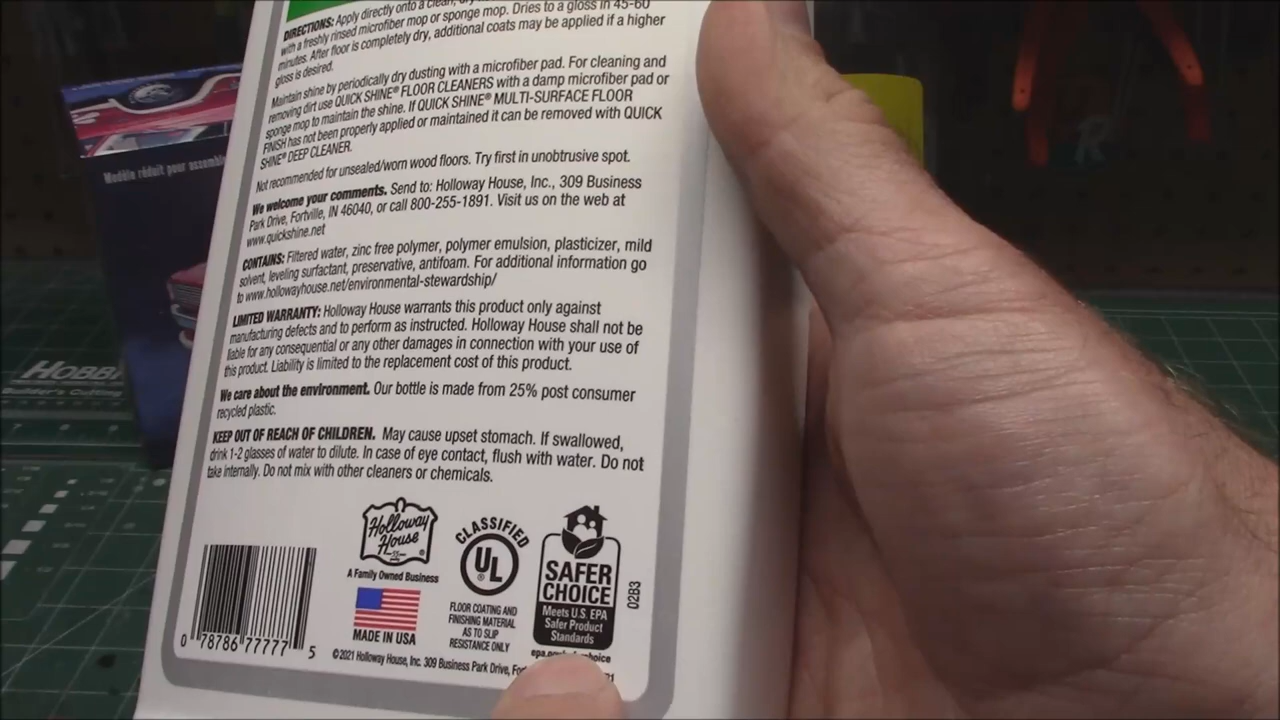 DIRECTIONS: Apply directly onto a clean,
with a freshly rinsed microfiber mop or sponge mop. Dries to a gloss in 45-60
minutes. After floor is completely dry, additional coats may be applied if a higher
gloss is desired.
Maintain shine by periodically dry dusting with a microfiber pad. For cleaning and
removing dirt use QUICK SHINE® FLOOR CLEANERS with a damp microfiber pad or
sponge mop to maintain the shine. If QUICK SHINE® MULTI-SURFACE FLOOR
FINISH has not been properly applied or maintained it can be removed with QUICK
SHINE® DEEP CLEANER.
Not recommended for unsealed/worn wood floors. Try first in unobtrusive spot.
We welcome your comments. Send to: Holloway House, Inc., 309 Business
Park Drive, Fortville, IN 46040, or call 800-255-1891. Visit us on the web at
www.quickshine.net
CONTAINS: Filtered water, zinc free polymer, polymer emulsion, plasticizer, mild
solvent, leveling surfactant, preservative, antifoam. For additional information go
to www.hollowayhouse.net/environmental-stewardship/
LIMITED WARRANTY: Holloway House warrants this product only against
manufacturing defects and to perform as instructed. Holloway House shall not be
liable for any consequential or any other damages in connection with your use of
this product. Liability is limited to the replacement cost of this product.
We care about the environment. Our bottle is made from 25% post consumer
recycled plastic.
KEEP OUT OF REACH OF CHILDREN. May cause upset stomach. If swallowed,
drink 1-2 glasses of water to dilute. In case of eye contact, flush with water. Do not
take internally. Do not mix with other cleaners or chemicals.
Holloway
House
®
A Family Owned Business
MADE IN USA
CLASSIFIED
UL
®
FLOOR COATING AND
FINISHING MATERIAL
AS TO SLIP
RESISTANCE ONLY
SAFER
CHOICE
Meets U.S. EPA
Safer Product
Standards
02B3
0 78786 77777 5
©2021 Holloway House, Inc. 309 Business Park Drive,
Modèle réduit pour